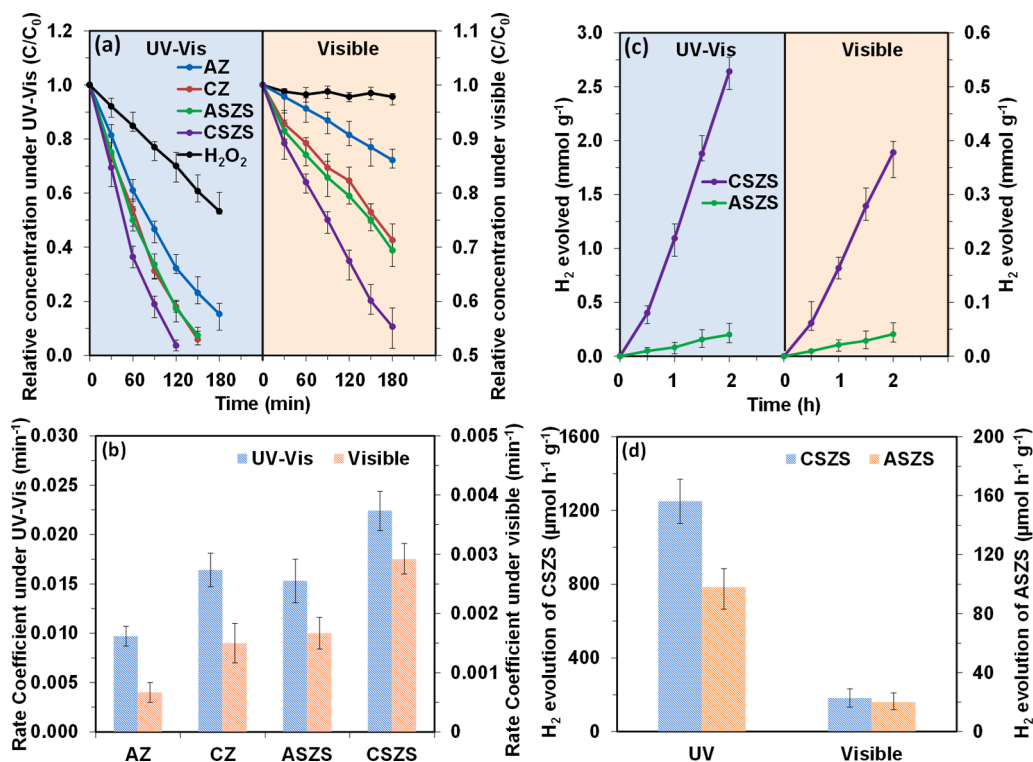 (a)
UV-Vis
Visible
AZ
CZ
ASZS
CSZS
H₂O₂
Relative concentration under UV-Vis (C/C₀)
1.2
1.0
0.8
0.6
0.4
0.2
0.0
Relative concentration under visible (C/C₀)
1.1
1.0
0.9
0.8
0.7
0.6
0.5
0 60 120 180 0 60 120 180
Time (min)
(c)
UV-Vis
Visible
CSZS
ASZS
H₂ evolved (mmol g⁻¹)
3.0
2.5
2.0
1.5
1.0
0.5
0.0
H₂ evolved (mmol g⁻¹)
0.6
0.5
0.4
0.3
0.2
0.1
0.0
0 1 2 0 1 2
Time (h)
(b)
UV-Vis Visible
Rate Coefficient under UV-Vis (min⁻¹)
0.030
0.025
0.020
0.015
0.010
0.005
0.000
Rate Coefficient under visible (min⁻¹)
0.005
0.004
0.003
0.002
0.001
0
AZ CZ ASZS CSZS
(d)
CSZS ASZS
H₂ evolution of CSZS (μmol h⁻¹ g⁻¹)
1600
1200
800
400
0
H₂ evolution of ASZS (μmol h⁻¹ g⁻¹)
200
160
120
80
40
0
UV Visible